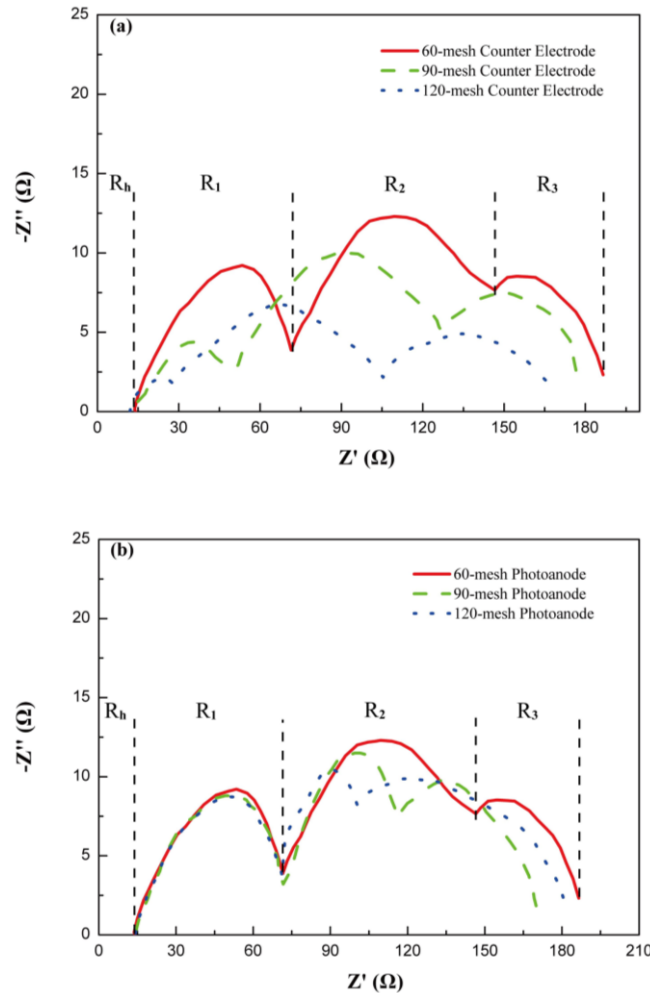 (a)
60-mesh Counter Electrode
90-mesh Counter Electrode
120-mesh Counter Electrode
25
20
15
10
5
0
-Z'' (Ω)
Rₕ
R₁
R₂
R₃
0 30 60 90 120 150 180
Z' (Ω)
(b)
60-mesh Photoanode
90-mesh Photoanode
120-mesh Photoanode
25
20
15
10
5
0
-Z'' (Ω)
Rₕ
R₁
R₂
R₃
0 30 60 90 120 150 180 210
Z' (Ω)